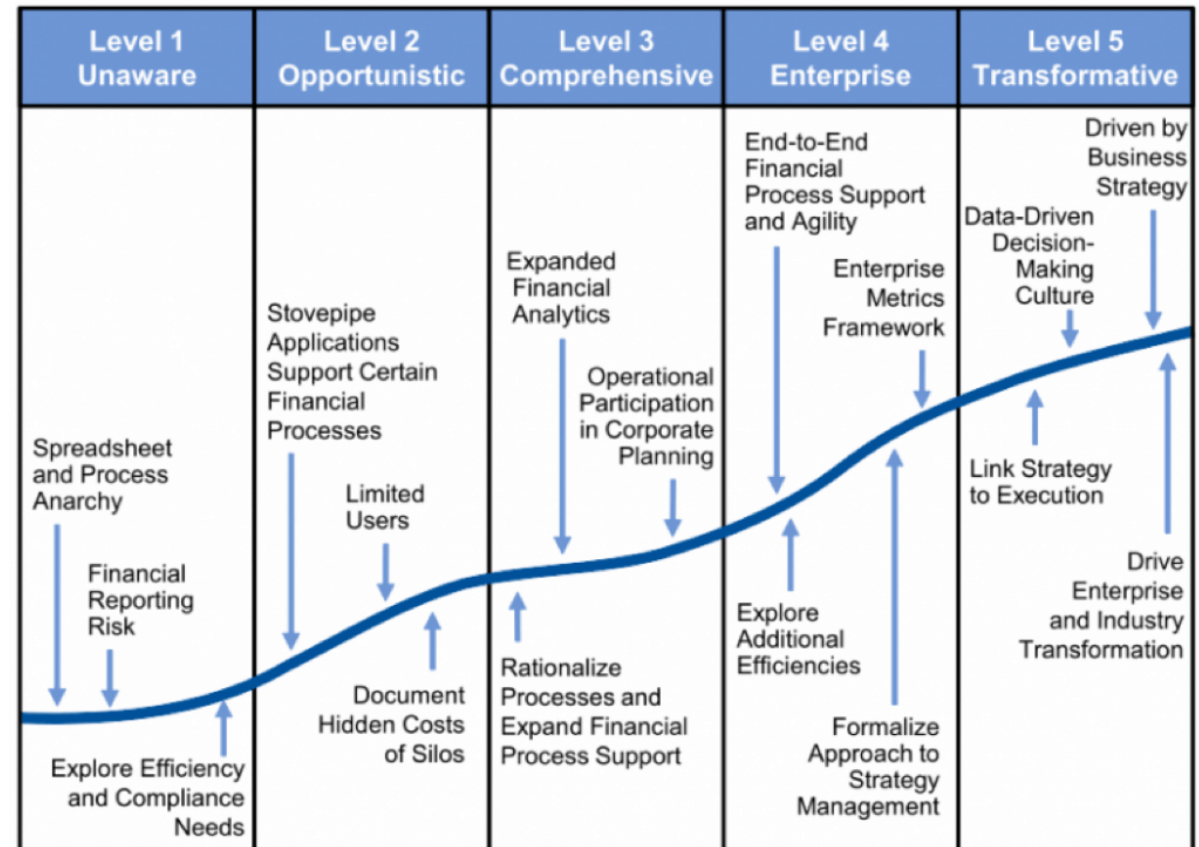 Level 1
Unaware
Level 2
Opportunistic
Level 3
Comprehensive
Level 4
Enterprise
Level 5
Transformative
Spreadsheet
and Process
Anarchy
Financial
Reporting
Risk
Explore Efficiency
and Compliance
Needs
Stovepipe
Applications
Support Certain
Financial
Processes
Limited
Users
Document
Hidden Costs
of Silos
Expanded
Financial
Analytics
Operational
Participation
in Corporate
Planning
Rationalize
Processes and
Expand Financial
Process Support
End-to-End
Financial
Process Support
and Agility
Enterprise
Metrics
Framework
Explore
Additional
Efficiencies
Formalize
Approach to
Strategy
Management
Driven by
Business
Strategy
Data-Driven
Decision-
Making
Culture
Link Strategy
to Execution
Drive
Enterprise
and Industry
Transformation